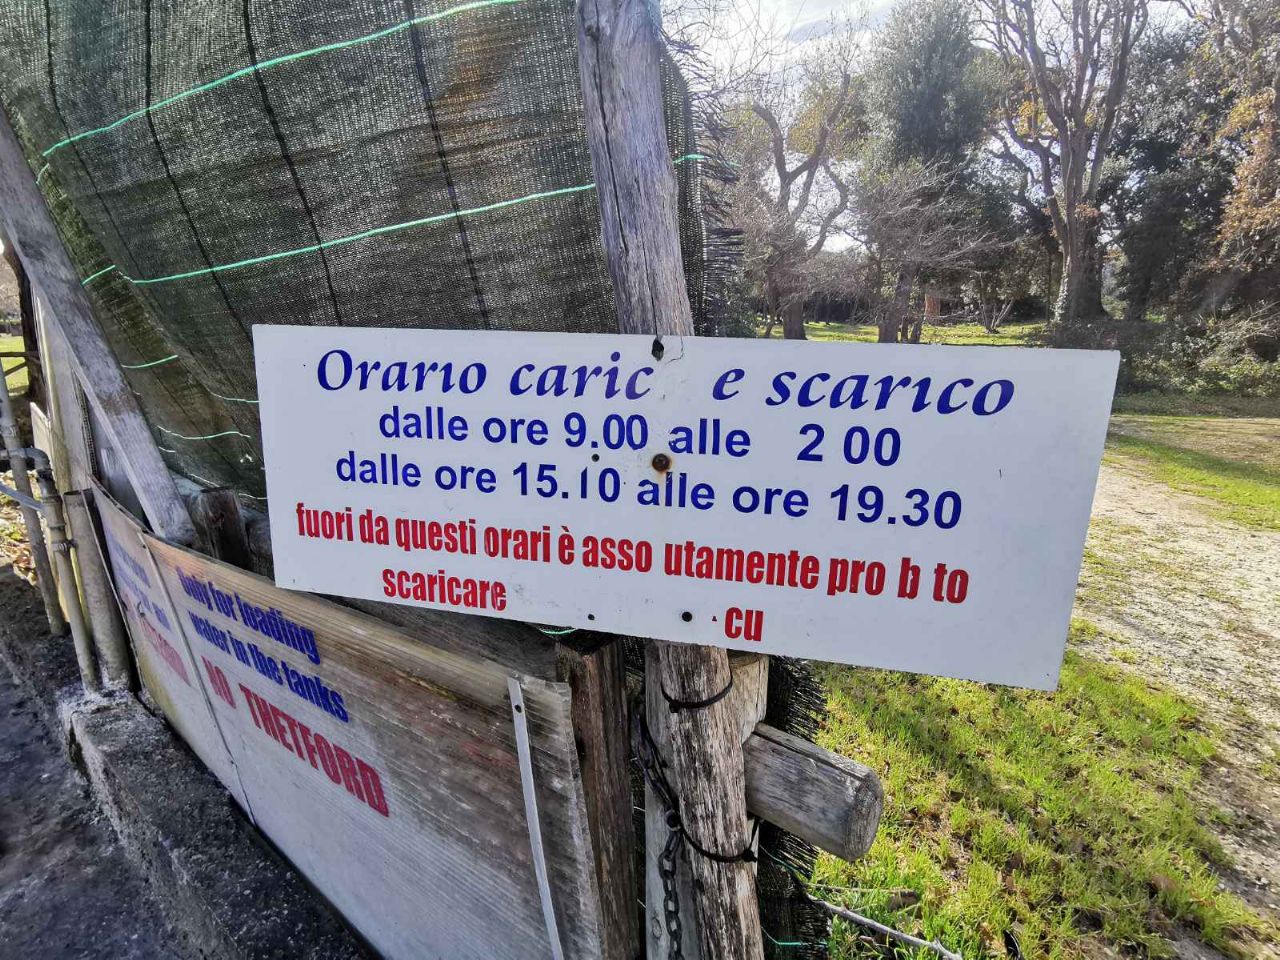 Orario caric e scarico
dalle ore 9.00 alle 2 00
dalle ore 15.10 alle ore 19.30
fuori da questi orari è asso utamente pro b to
scaricare cu
Only for loading
water in the tanks
NO THETFORD